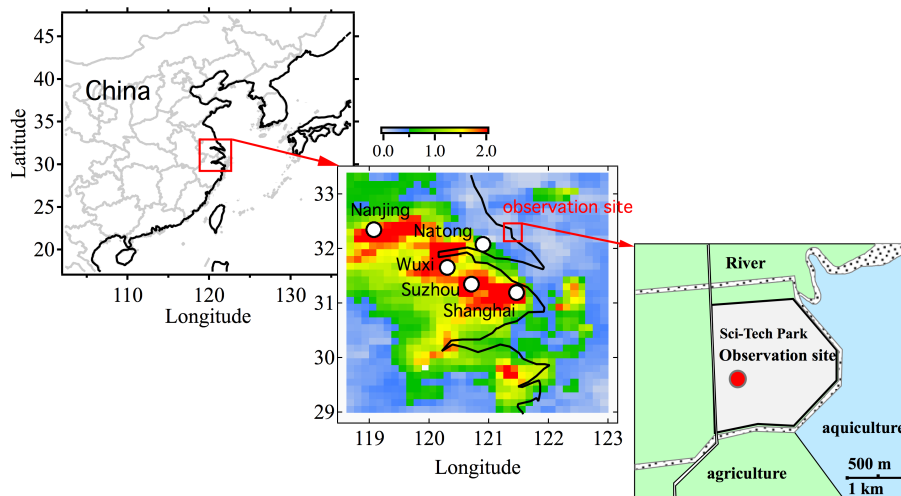 45
40
35
30
25
20
Latitude
China
110
120
130
Longitude
0.0
1.0
2.0
33
32
31
30
29
observation site
Nanjing
Natong
Wuxi
Suzhou
Shanghai
119
120
121
122
123
Longitude
River
Sci-Tech Park
Observation site
aquiculture
agriculture
500 m
1 km